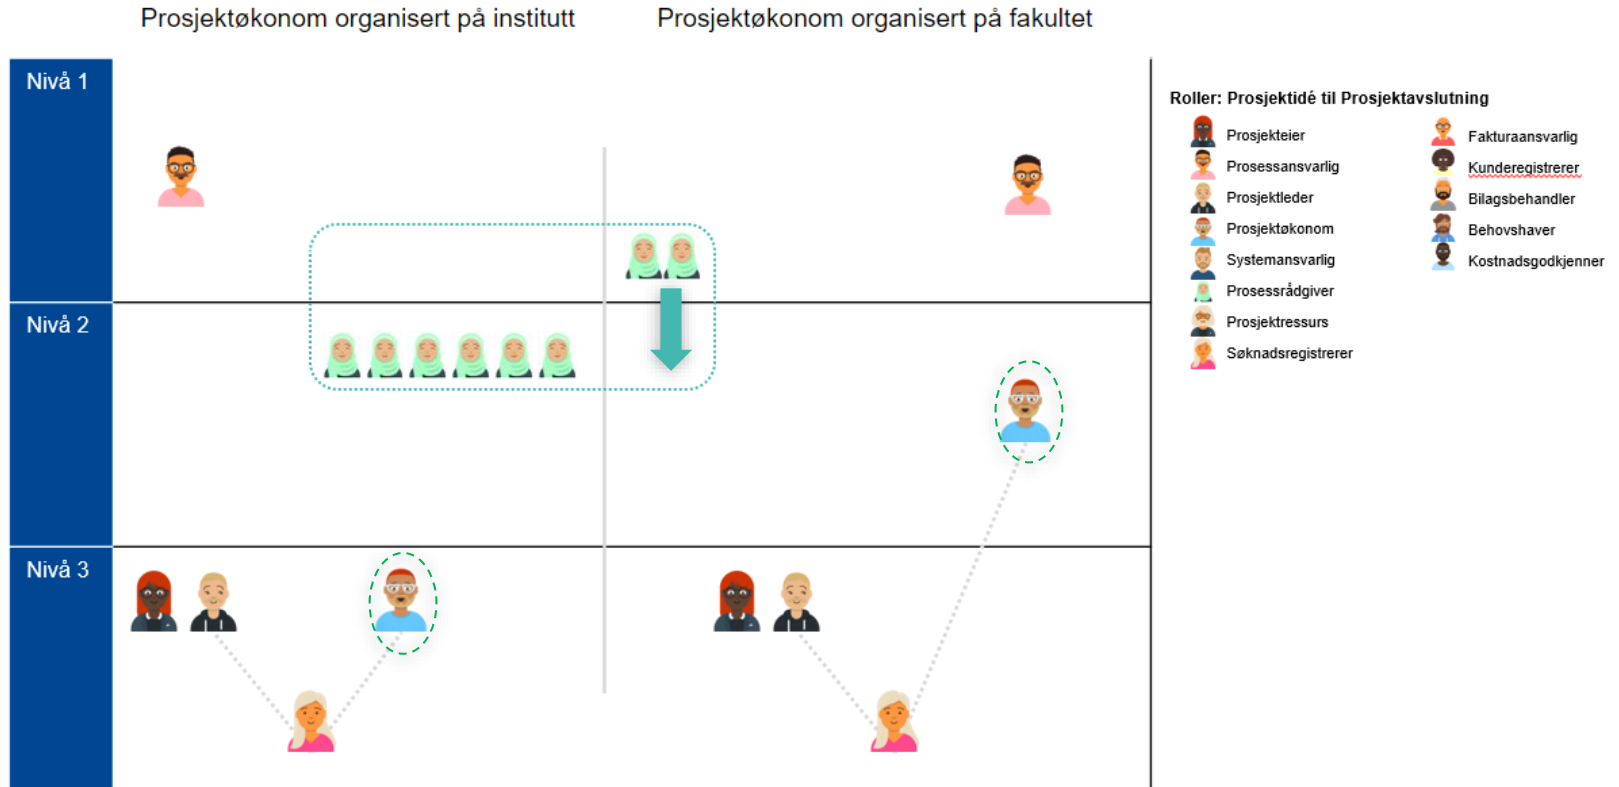 Prosjektøkonom organisert på institutt
Prosjektøkonom organisert på fakultet
Nivå 1
Nivå 2
Nivå 3
Roller: Prosjektidé til Prosjektavslutning
Prosjekteier
Prosessansvarlig
Prosjektleder
Prosjektøkonom
Systemansvarlig
Prosessrådgiver
Prosjektressurs
Søknadsregistrerer
Fakturaansvarlig
Kunderegistrerer
Bilagsbehandler
Behovshaver
Kostnadsgodkjenner